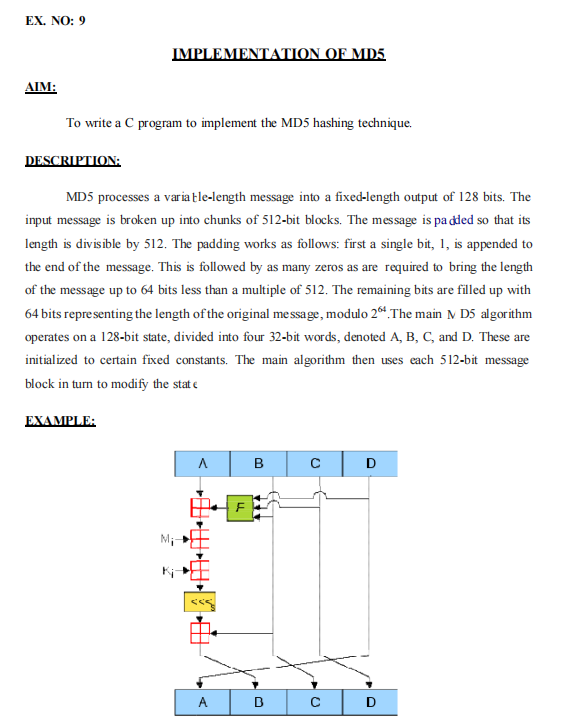 EX. NO: 9
IMPLEMENTATION OF MD5
AIM:
To write a C program to implement the MD5 hashing technique.
DESCRIPTION:
MD5 processes a variable-length message into a fixed-length output of 128 bits. The
input message is broken up into chunks of 512-bit blocks. The message is padded so that its
length is divisible by 512. The padding works as follows: first a single bit, 1, is appended to
the end of the message. This is followed by as many zeros as are required to bring the length
of the message up to 64 bits less than a multiple of 512. The remaining bits are filled up with
64 bits representing the length of the original message, modulo 2⁶⁴.The main MD5 algorithm
operates on a 128-bit state, divided into four 32-bit words, denoted A, B, C, and D. These are
initialized to certain fixed constants. The main algorithm then uses each 512-bit message
block in turn to modify the state
EXAMPLE:
A B C D
F
Mi
Ki
<<<s
A B C D